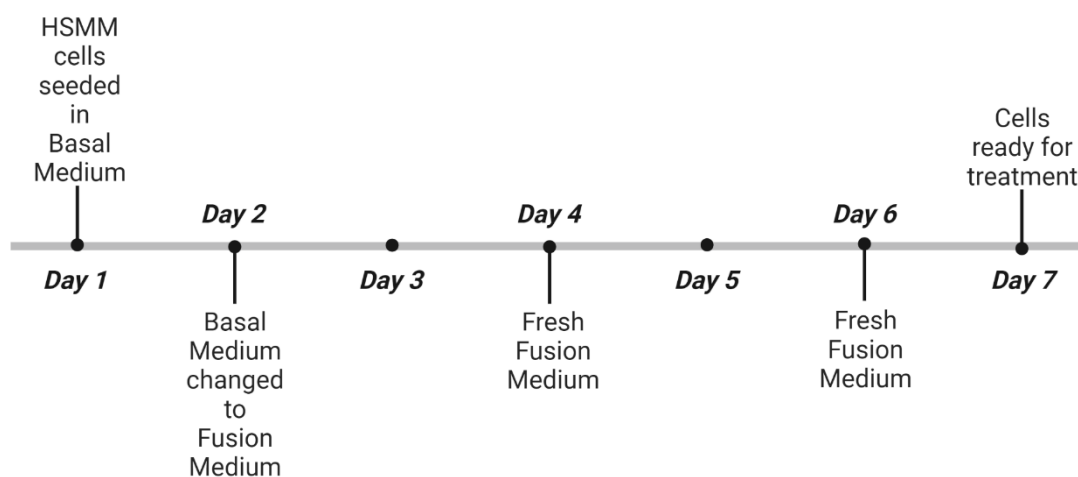 HSMM
cells
seeded
in
Basal
Medium
Day 1
Day 2
Basal
Medium
changed
to
Fusion
Medium
Day 3
Day 4
Fresh
Fusion
Medium
Day 5
Day 6
Fresh
Fusion
Medium
Cells
ready for
treatment
Day 7